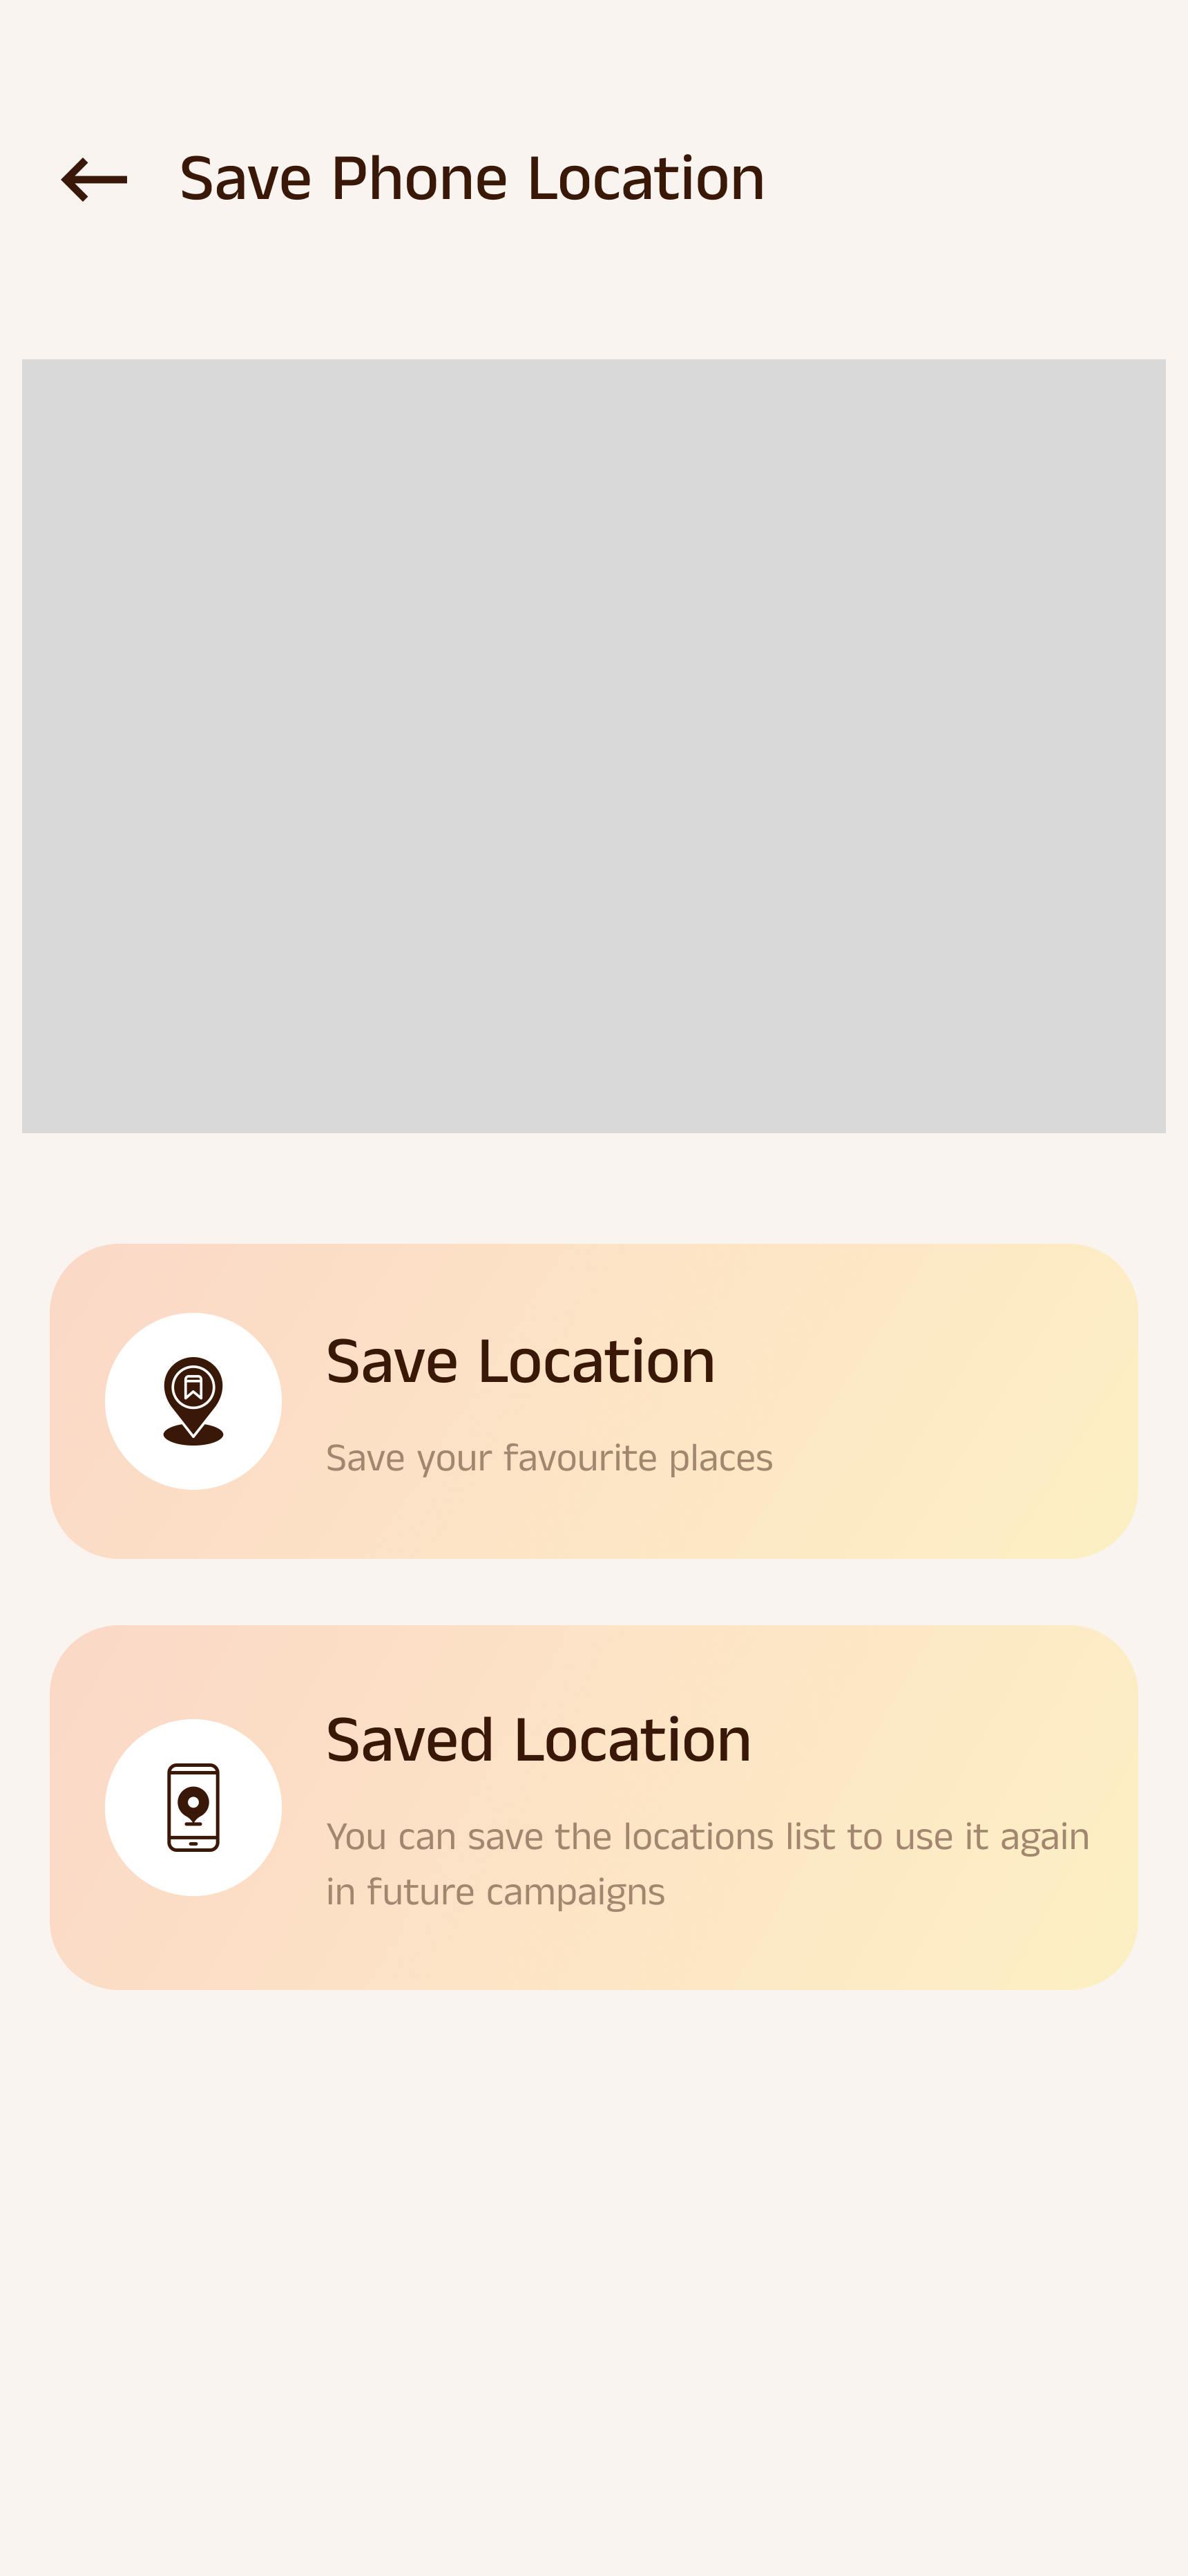 Save Phone Location
Save Location
Save your favourite places
Saved Location
You can save the locations list to use it again
in future campaigns